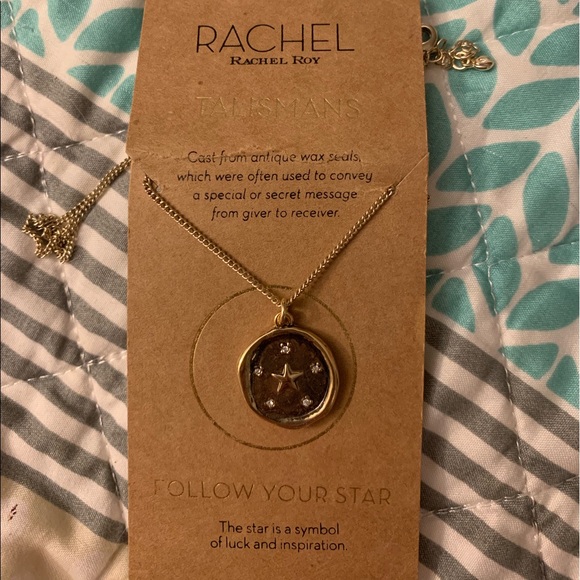 RACHEL
RACHEL ROY
TALISMANS
Cast from antique wax seals,
which were often used to convey
a special or secret message
from giver to receiver.
FOLLOW YOUR STAR
The star is a symbol
of luck and inspiration.